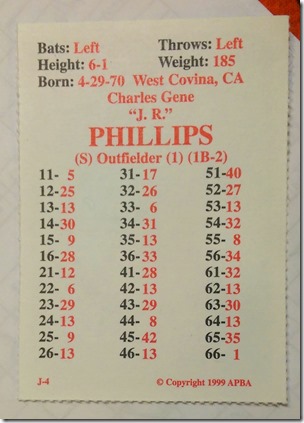 Bats: Left Throws: Left
Height: 6-1 Weight: 185
Born: 4-29-70 West Covina, CA
Charles Gene
“J. R.”
PHILLIPS
(S) Outfielder (1) (1B-2)
11- 5 31-17 51-40
12-25 32-26 52-27
13-13 33- 6 53-13
14-30 34-31 54-32
15- 9 35-13 55- 8
16-28 36-33 56-34
21-12 41-28 61-32
22- 6 42-13 62-13
23-29 43-29 63-30
24-13 44- 8 64-13
25- 9 45-42 65-35
26-13 46-13 66- 1
J-4 © Copyright 1999 APBA